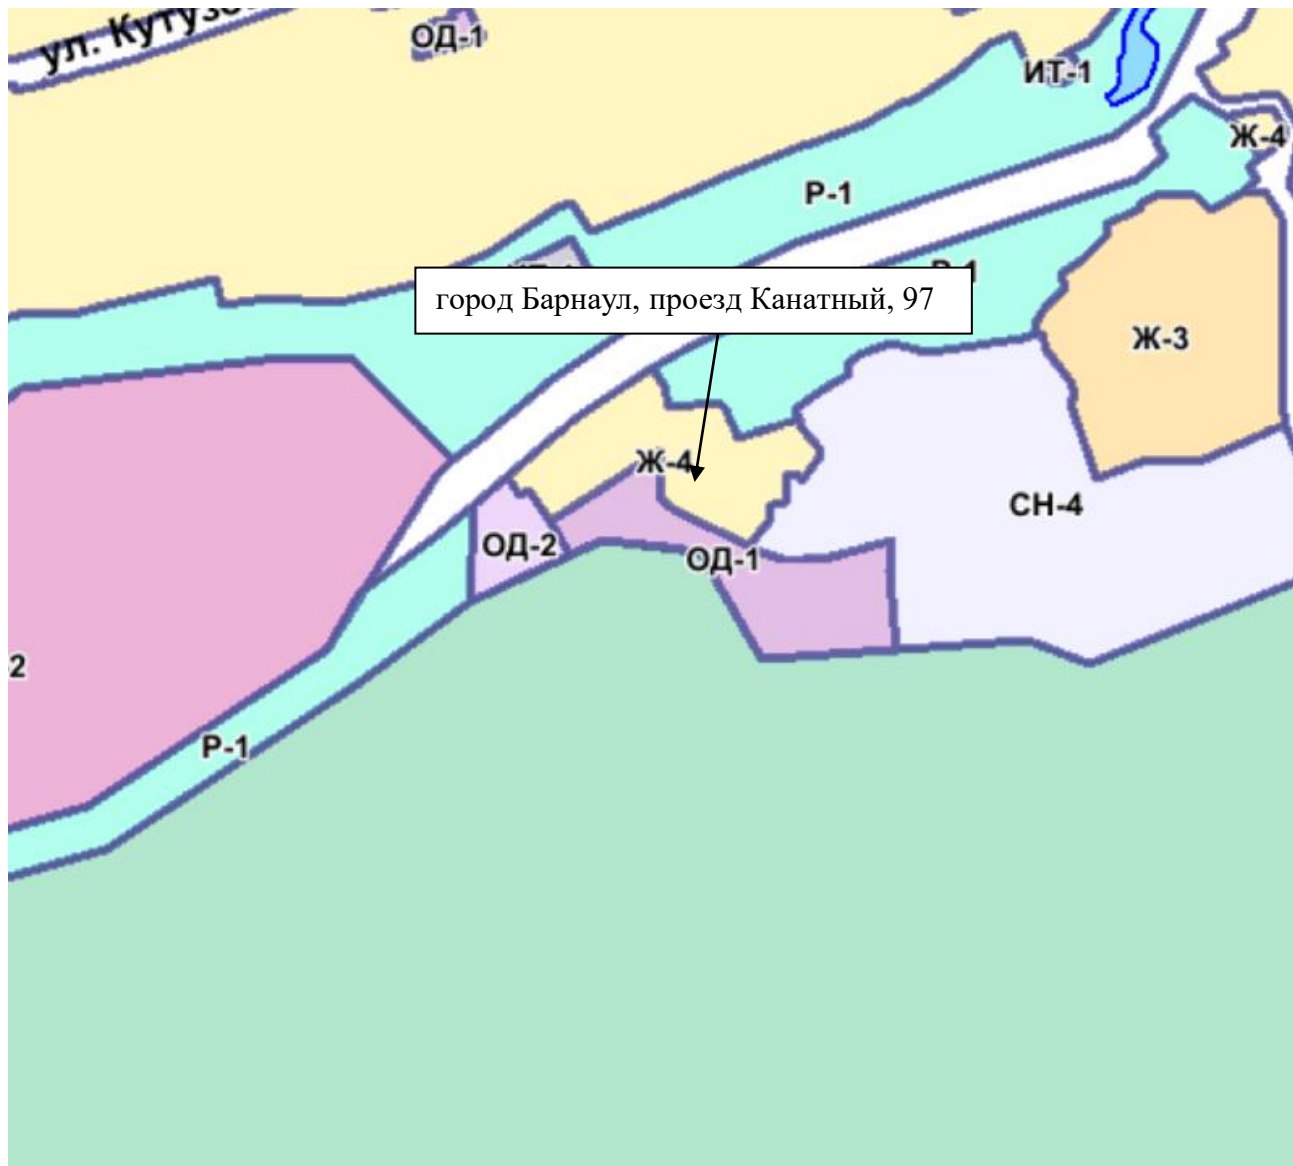 ул. Кутузо
ОД-1
ИТ-1
Ж-4
Р-1
Р-1
город Барнаул, проезд Канатный, 97
Ж-3
Ж-4
СН-4
ОД-2
ОД-1
2
Р-1